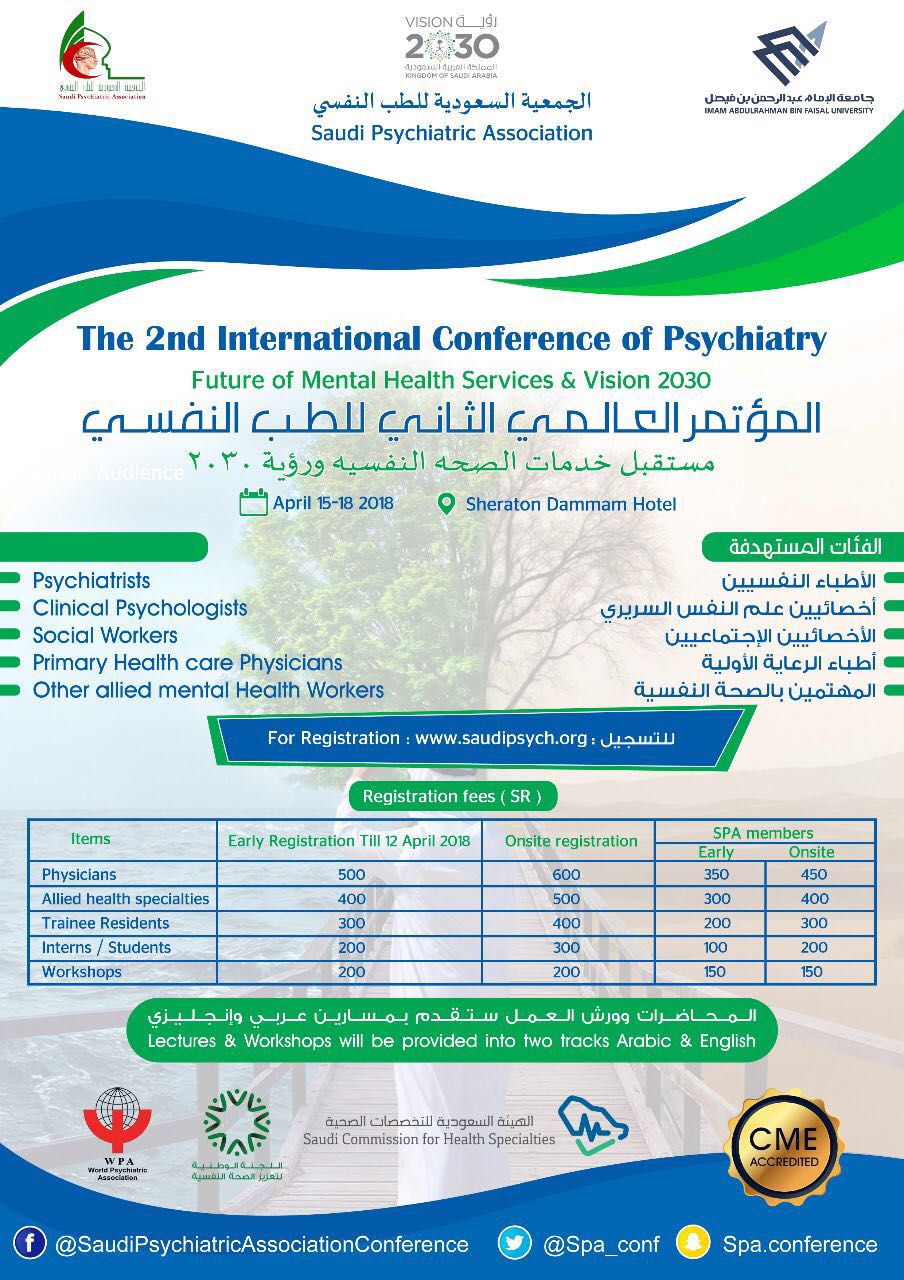 الجمعية السعودية للطب النفسي
Saudi Psychiatric Association
VISION رؤية
2030
المملكة العربية السعودية
KINGDOM OF SAUDI ARABIA
جامعة الإمام عبدالرحمن بن فيصل
IMAM ABDULRAHMAN BIN FAISAL UNIVERSITY
الجمعية السعودية للطب النفسي
Saudi Psychiatric Association
The 2nd International Conference of Psychiatry
Future of Mental Health Services & Vision 2030
المؤتمر العالمي الثاني للطب النفسي
مستقبل خدمات الصحه النفسيه ورؤية ٢٠٣٠
Audience
April 15-18 2018 Sheraton Dammam Hotel
الفئات المستهدفة
Psychiatrists الأطباء النفسيين
Clinical Psychologists أخصائيين علم النفس السريري
Social Workers الأخصائيين الإجتماعيين
Primary Health care Physicians أطباء الرعاية الأولية
Other allied mental Health Workers المهتمين بالصحة النفسية
For Registration : www.saudipsych.org : للتسجيل
Registration fees ( SR )
Items Early Registration Till 12 April 2018 Onsite registration SPA members
Early Onsite
Physicians 500 600 350 450
Allied health specialties 400 500 300 400
Trainee Residents 300 400 200 300
Interns / Students 200 300 100 200
Workshops 200 200 150 150
المحاضرات وورش العمل ستقدم بمسارين عربي وإنجليزي
Lectures & Workshops will be provided into two tracks Arabic & English
WPA
World Psychiatric
Association
اللجنة الوطنية
لتعزيز الصحة النفسية
الهيئة السعودية للتخصصات الصحية
Saudi Commission for Health Specialties
CME
ACCREDITED
@SaudiPsychiatricAssociationConference @Spa_conf Spa.conference